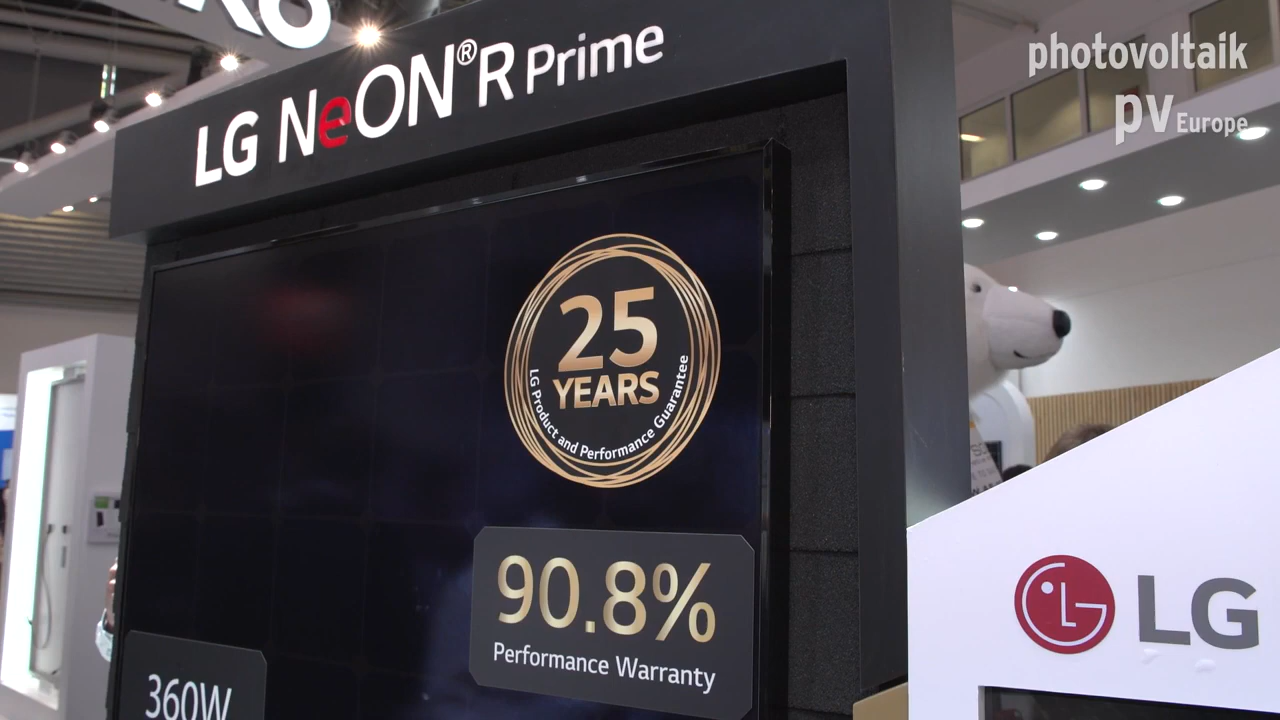 LG NeON®R Prime
photovoltaik
pv Europe
25
YEARS
LG Product and Performance Guarantee
90.8%
Performance Warranty
360W
LG